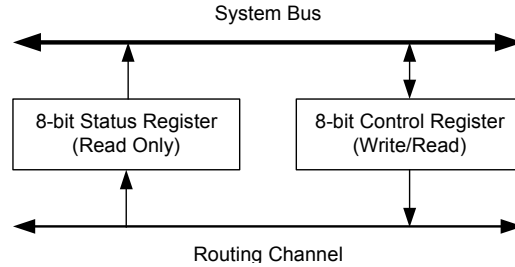 System Bus
8-bit Status Register
(Read Only)
8-bit Control Register
(Write/Read)
Routing Channel